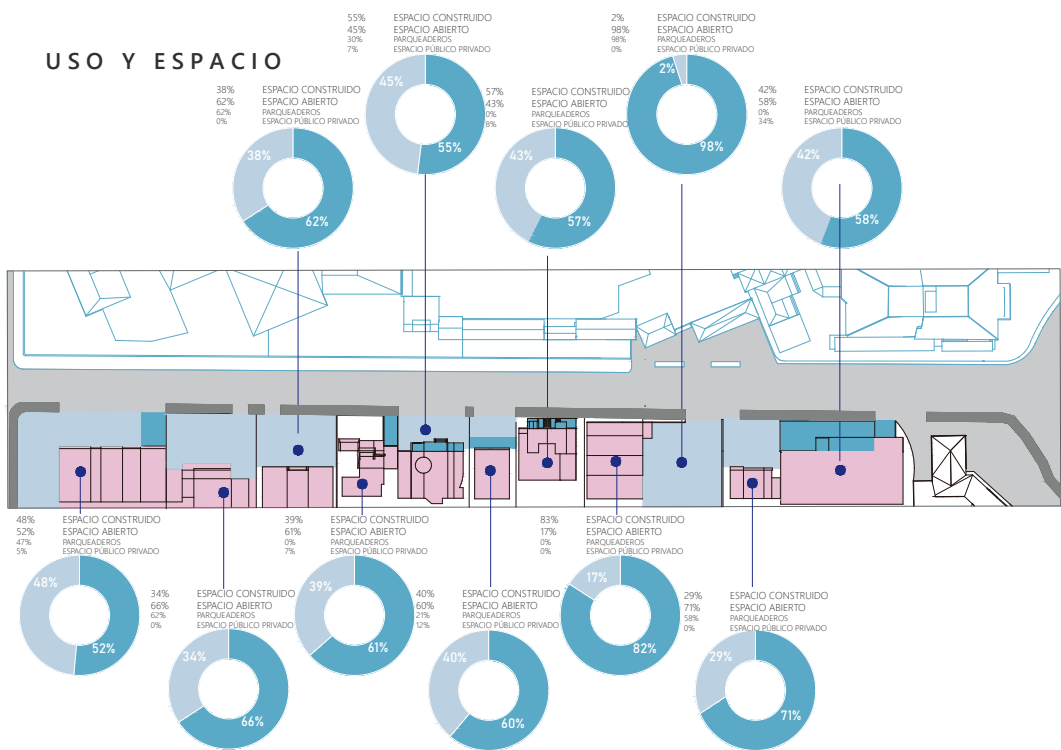 USO Y ESPACIO
38% ESPACIO CONSTRUIDO
62% ESPACIO ABIERTO
62% PARQUEADEROS
0% ESPACIO PÚBLICO PRIVADO
38%
62%
55% ESPACIO CONSTRUIDO
45% ESPACIO ABIERTO
30% PARQUEADEROS
7% ESPACIO PÚBLICO PRIVADO
45%
55%
57% ESPACIO CONSTRUIDO
43% ESPACIO ABIERTO
0% PARQUEADEROS
8% ESPACIO PÚBLICO PRIVADO
43%
57%
2% ESPACIO CONSTRUIDO
98% ESPACIO ABIERTO
98% PARQUEADEROS
0% ESPACIO PÚBLICO PRIVADO
2%
98%
42% ESPACIO CONSTRUIDO
58% ESPACIO ABIERTO
0% PARQUEADEROS
34% ESPACIO PÚBLICO PRIVADO
42%
58%
48% ESPACIO CONSTRUIDO
52% ESPACIO ABIERTO
47% PARQUEADEROS
5% ESPACIO PÚBLICO PRIVADO
48%
52%
34% ESPACIO CONSTRUIDO
66% ESPACIO ABIERTO
62% PARQUEADEROS
0% ESPACIO PÚBLICO PRIVADO
34%
66%
39% ESPACIO CONSTRUIDO
61% ESPACIO ABIERTO
0% PARQUEADEROS
7% ESPACIO PÚBLICO PRIVADO
39%
61%
40% ESPACIO CONSTRUIDO
60% ESPACIO ABIERTO
21% PARQUEADEROS
12% ESPACIO PÚBLICO PRIVADO
40%
60%
83% ESPACIO CONSTRUIDO
17% ESPACIO ABIERTO
0% PARQUEADEROS
0% ESPACIO PÚBLICO PRIVADO
17%
82%
29% ESPACIO CONSTRUIDO
71% ESPACIO ABIERTO
58% PARQUEADEROS
0% ESPACIO PÚBLICO PRIVADO
29%
71%